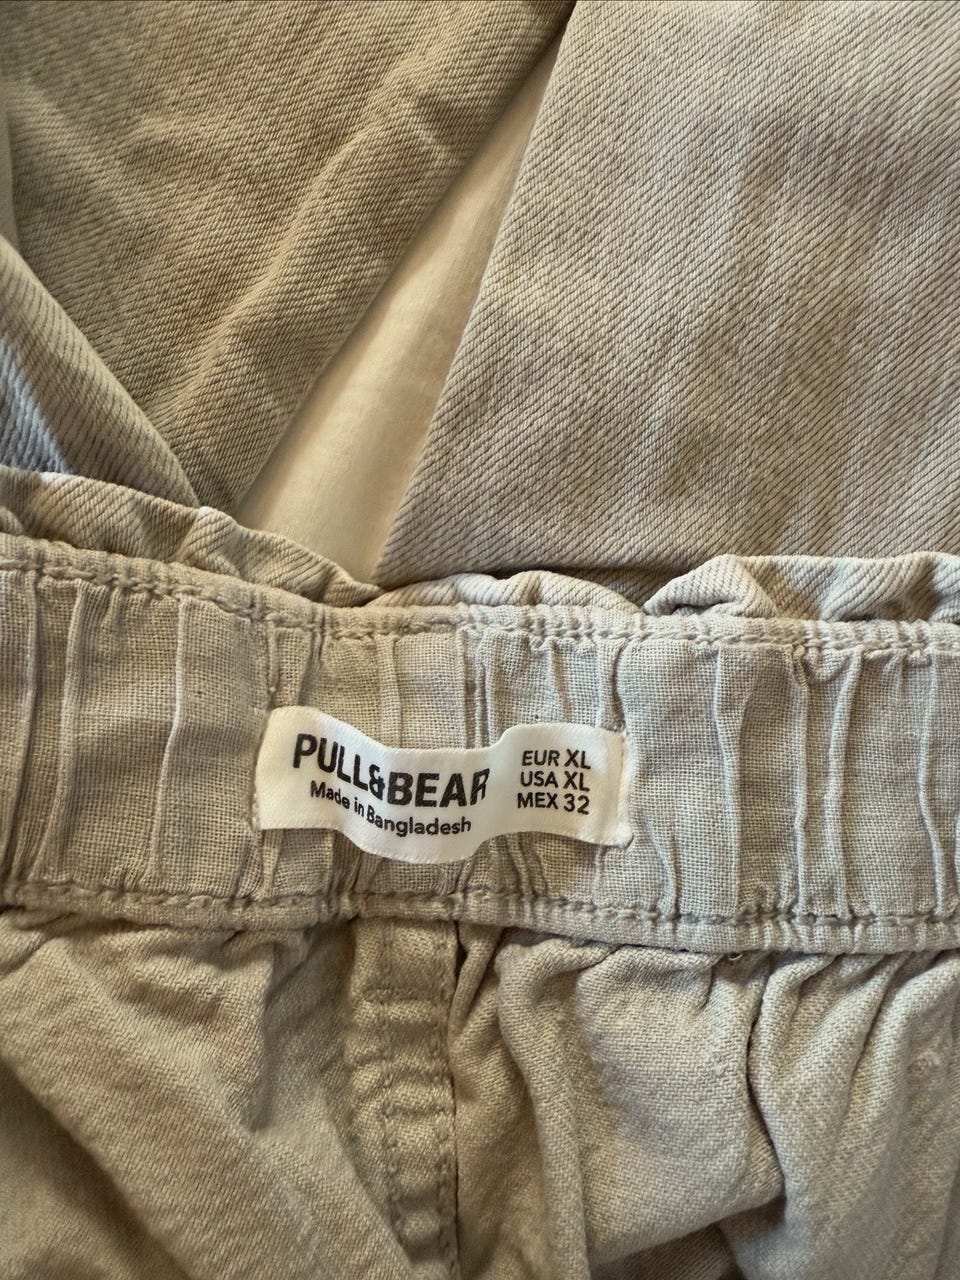 PULL&BEAR
Made in Bangladesh
EUR XL
USA XL
MEX 32